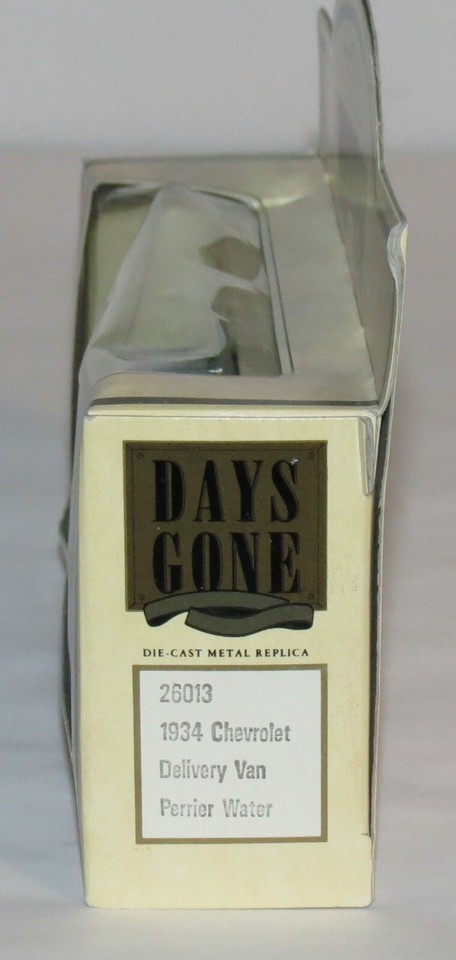 DAYS
GONE
DIE-CAST METAL REPLICA
26013
1934 Chevrolet
Delivery Van
Perrier Water